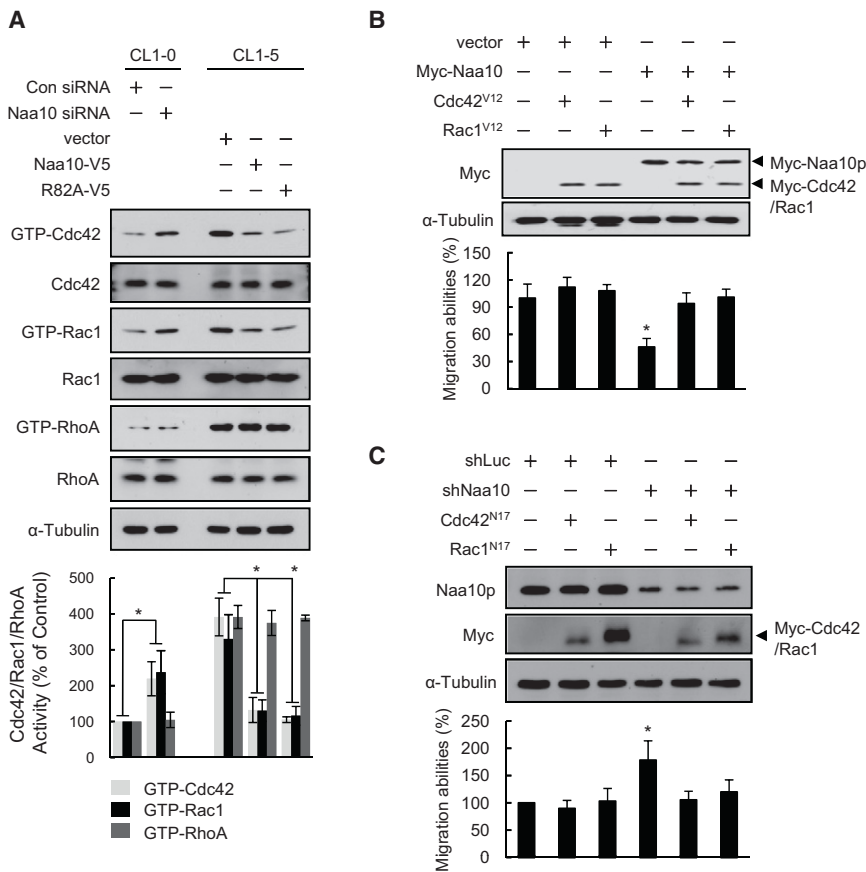 A
CL1-0 CL1-5
Con siRNA + –
Naa10 siRNA – +
vector + – –
Naa10-V5 – + –
R82A-V5 – – +
GTP-Cdc42
Cdc42
GTP-Rac1
Rac1
GTP-RhoA
RhoA
α-Tubulin
Cdc42/Rac1/RhoA
Activity (% of Control)
500
400
300
200
100
0
* * *
GTP-Cdc42
GTP-Rac1
GTP-RhoA
B
vector + + + – – –
Myc-Naa10 – – – + + +
Cdc42V12 – + – – + –
Rac1V12 – – + – – +
Myc
Myc-Naa10p
Myc-Cdc42
/Rac1
α-Tubulin
Migration abilities (%)
150
120
90
60
30
0
*
C
shLuc + + + – – –
shNaa10 – – – + + +
Cdc42N17 – + – – + –
Rac1N17 – – + – – +
Naa10p
Myc
Myc-Cdc42
/Rac1
α-Tubulin
Migration abilities (%)
250
200
150
100
50
0
*